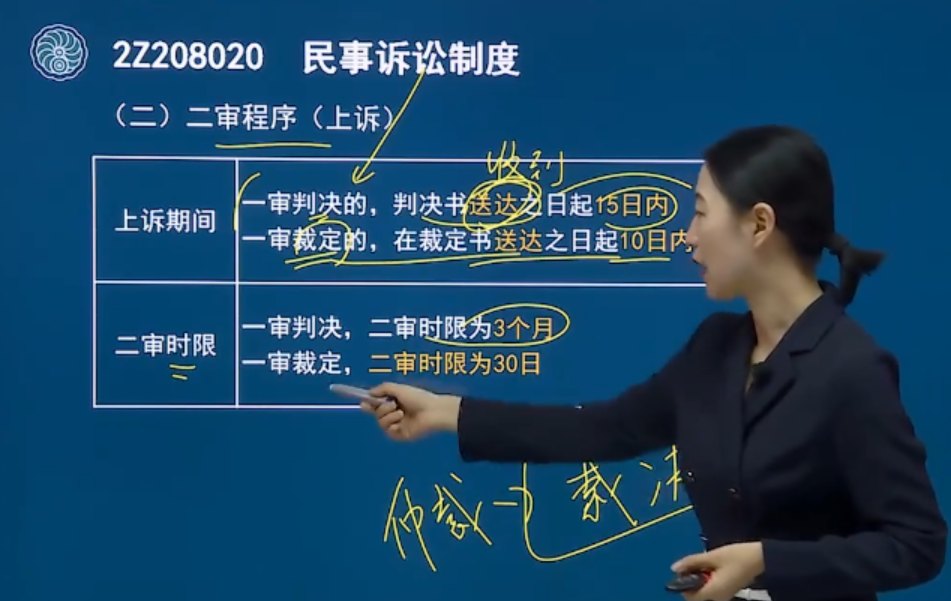 2Z208020 民事诉讼制度
（二）二审程序（上诉）
收到
上诉期间
一审判决的，判决书送达之日起15日内
一审裁定的，在裁定书送达之日起10日内
二审时限
一审判决，二审时限为3个月
一审裁定，二审时限为30日
仲裁
裁决